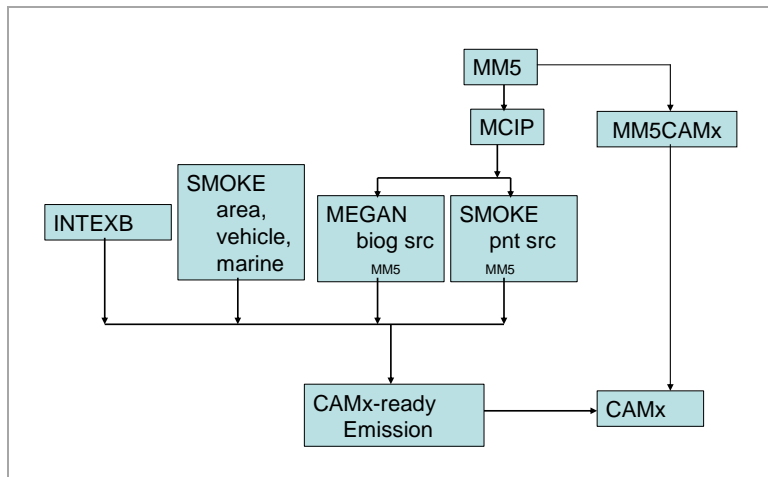 MM5
MCIP
MM5CAMx
INTEXB
SMOKE
area,
vehicle,
marine
MEGAN
biog src
MM5
SMOKE
pnt src
MM5
CAMx-ready
Emission
CAMx